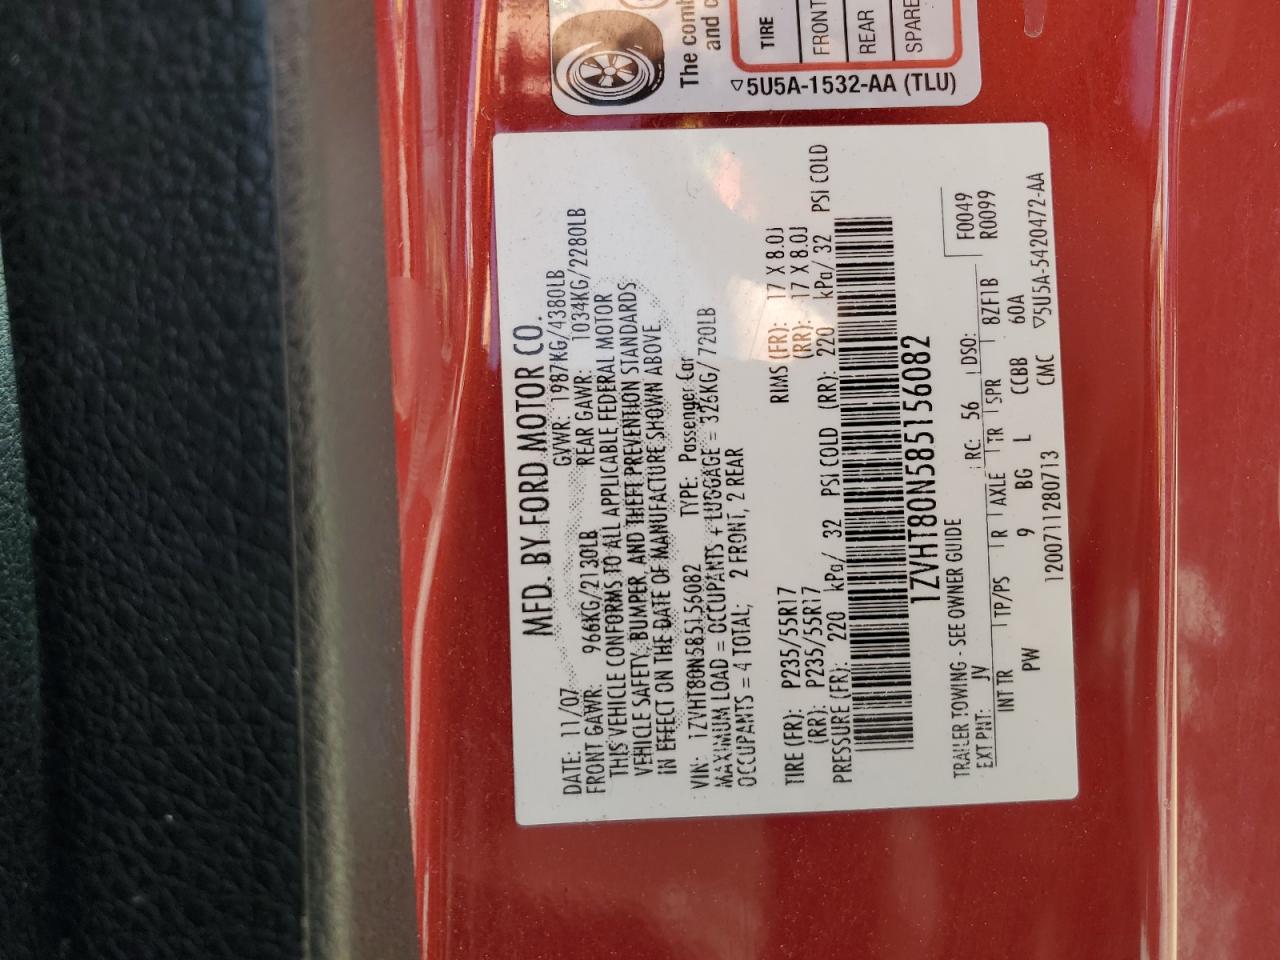 MFD. BY FORD MOTOR CO.
DATE: 11/07 GVWR: 1987KG/4380LB
FRONT GAWR: 966KG/2130LB REAR GAWR: 1034KG/2280LB
THIS VEHICLE CONFORMS TO ALL APPLICABLE FEDERAL MOTOR
VEHICLE SAFETY, BUMPER, AND THEFT PREVENTION STANDARDS
IN EFFECT ON THE DATE OF MANUFACTURE SHOWN ABOVE.
VIN: 1ZVHT80N585156082 TYPE: Passenger Car
MAXIMUM LOAD = OCCUPANTS + LUGGAGE = 326KG/720LB
OCCUPANTS = 4 TOTAL; 2 FRONT, 2 REAR
TIRE (FR): P235/55R17 RIMS (FR): 17 X 8.0J
(RR): P235/55R17 (RR): 17 X 8.0J
PRESSURE (FR): 220 kPa/ 32 PSI COLD (RR): 220 kPa/ 32 PSI COLD
1ZVHT80N585156082
TRAILER TOWING - SEE OWNER GUIDE
EXT PNT: JV RC: 56 DSO: F0049
R0099
INT TR TP/PS R AXLE TR SPR 8ZF1B
PW 9 BG L CCBB 60A
1200711280713 CMC ▽5U5A-5420472-AA
The comb
and c
TIRE
FRONT
REAR
SPARE
▽5U5A-1532-AA (TLU)